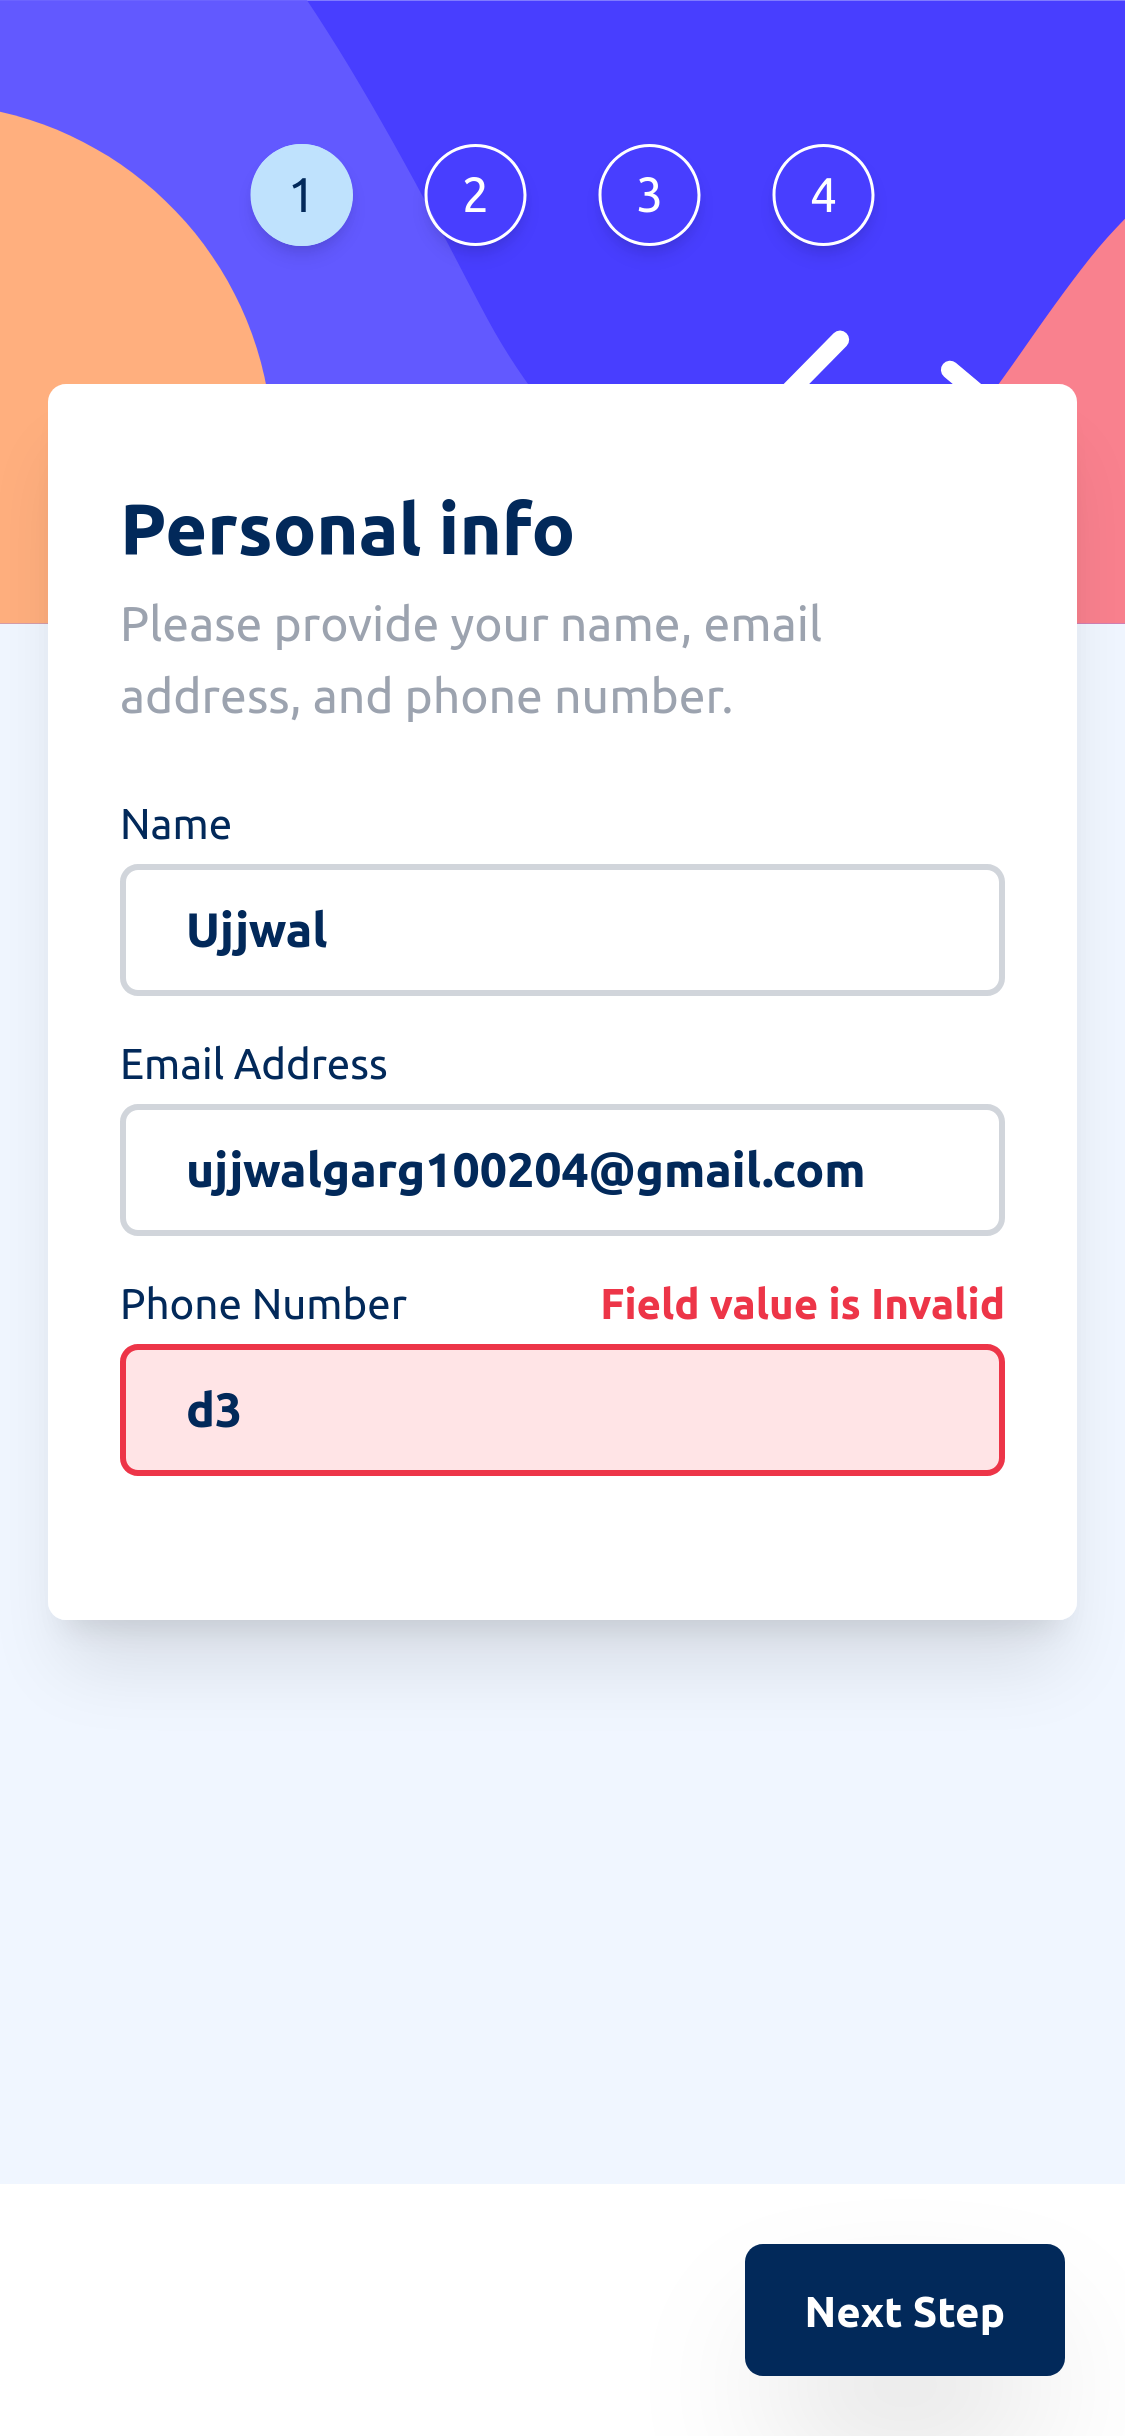 1 2 3 4
Personal info
Please provide your name, email
address, and phone number.
Name
Ujjwal
Email Address
ujjwalgarg100204@gmail.com
Phone Number Field value is Invalid
d3
Next Step